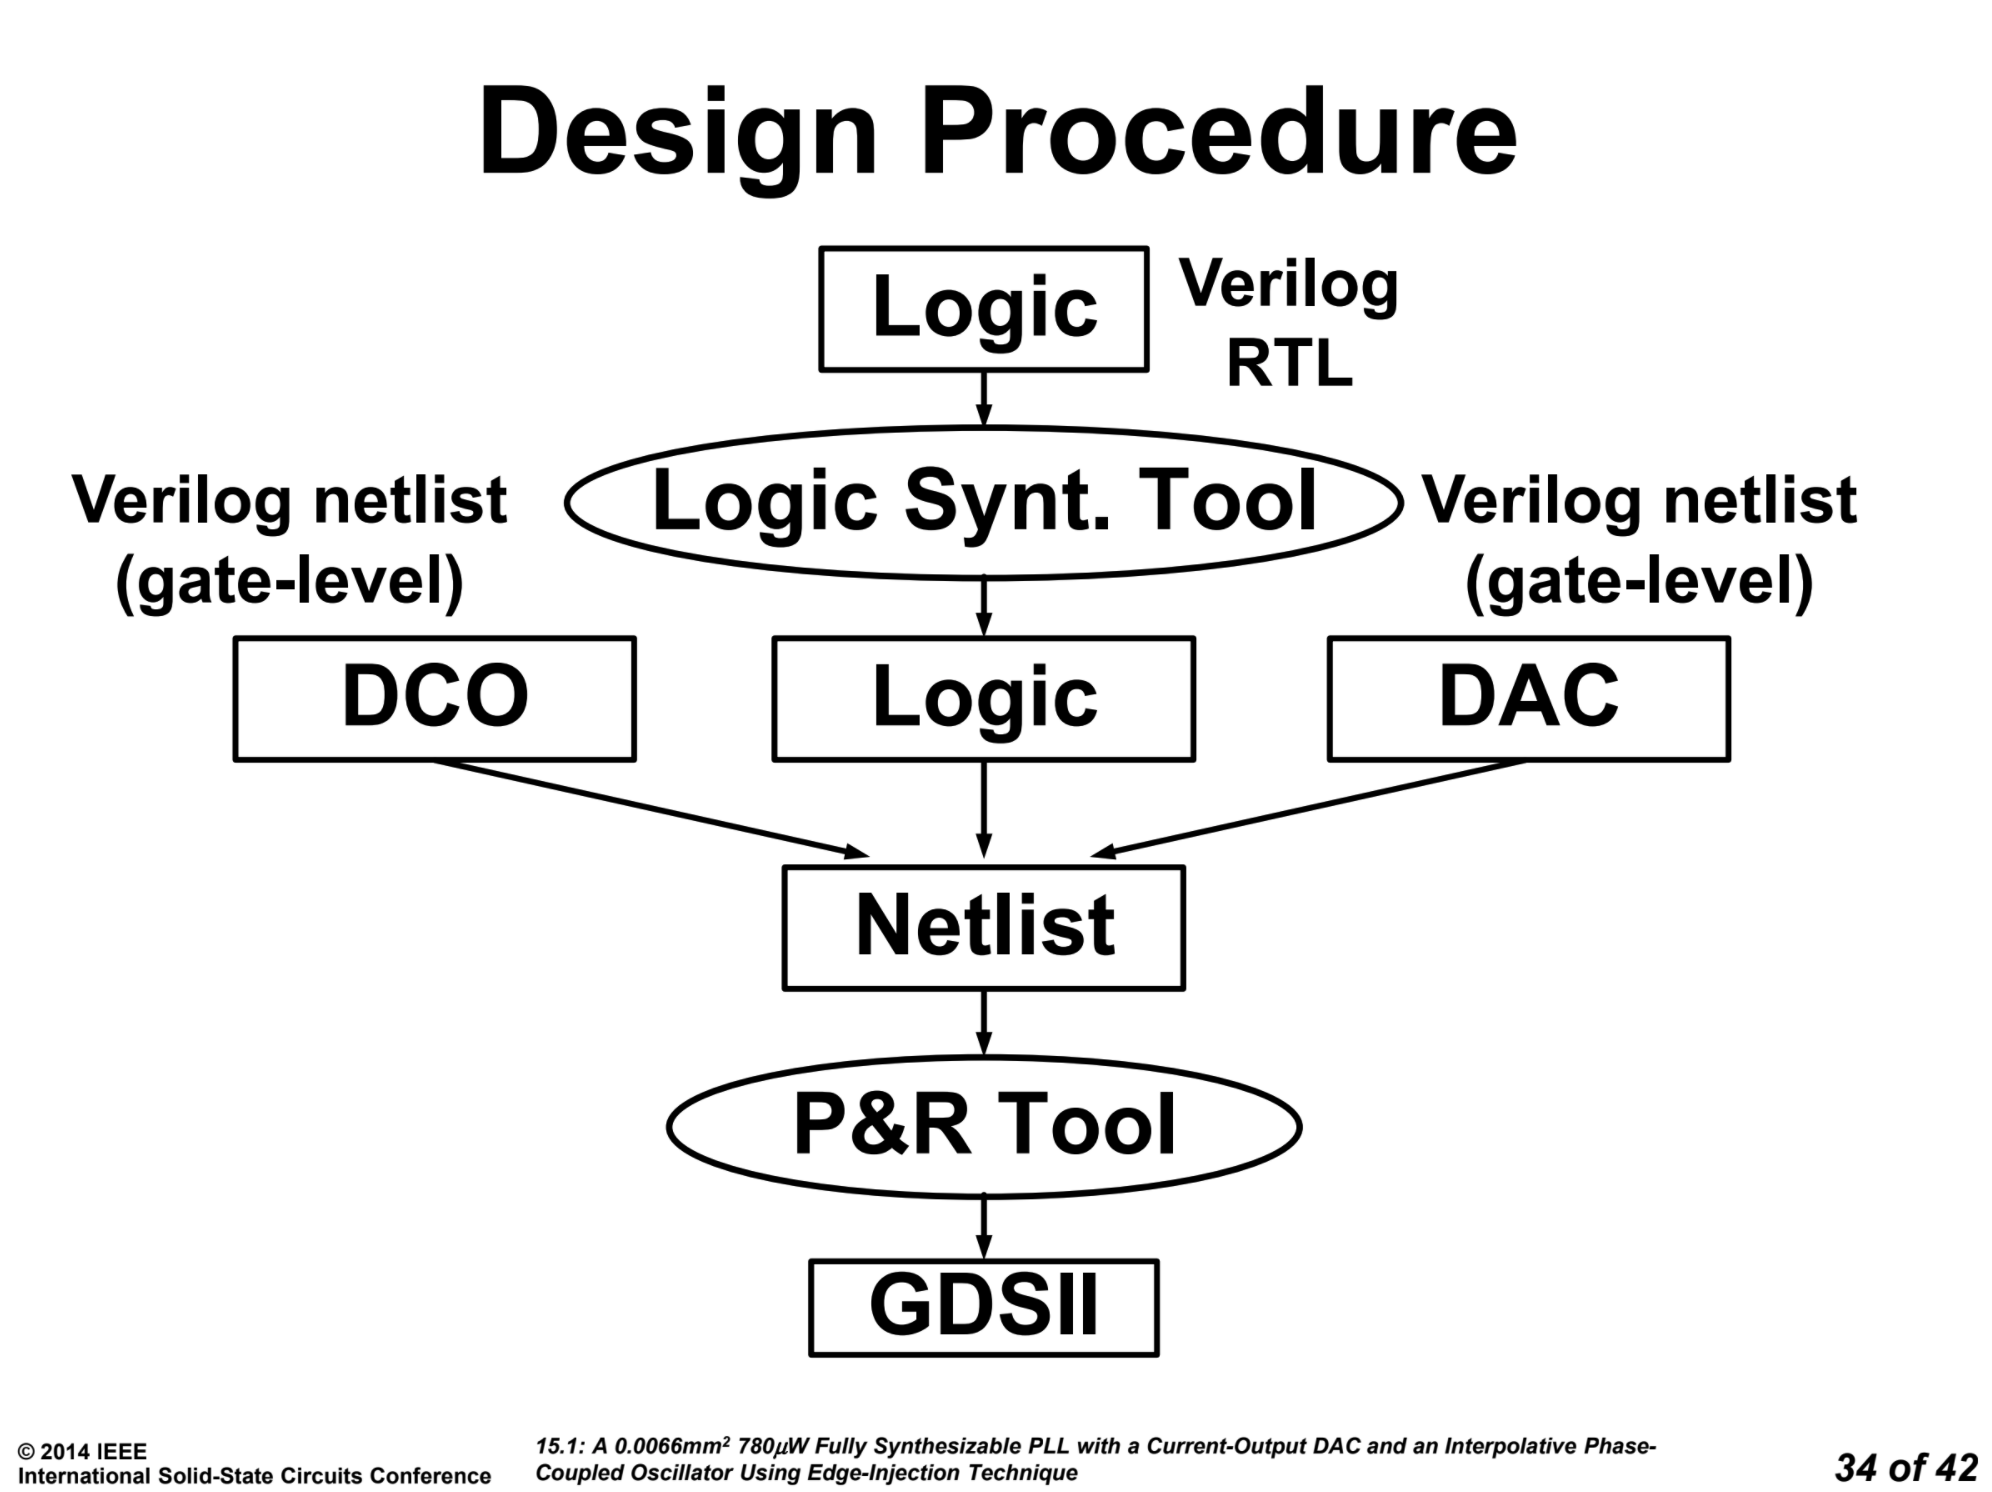 Design Procedure
Logic
Verilog
RTL
Logic Synt. Tool
Verilog netlist
(gate-level)
Verilog netlist
(gate-level)
DCO
Logic
DAC
Netlist
P&R Tool
GDSII
© 2014 IEEE
International Solid-State Circuits Conference
15.1: A 0.0066mm² 780μW Fully Synthesizable PLL with a Current-Output DAC and an Interpolative Phase-
Coupled Oscillator Using Edge-Injection Technique
34 of 42